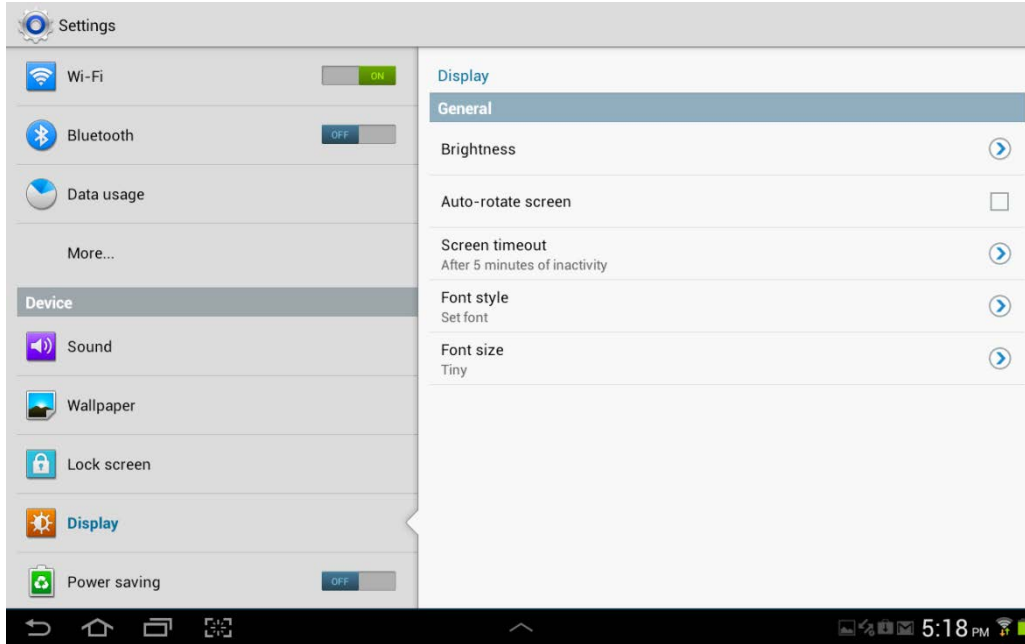 Settings
Wi-Fi
ON
Bluetooth
OFF
Data usage
More...
Device
Sound
Wallpaper
Lock screen
Display
Power saving
OFF
Display
General
Brightness
Auto-rotate screen
Screen timeout
After 5 minutes of inactivity
Font style
Set font
Font size
Tiny
5:18 PM